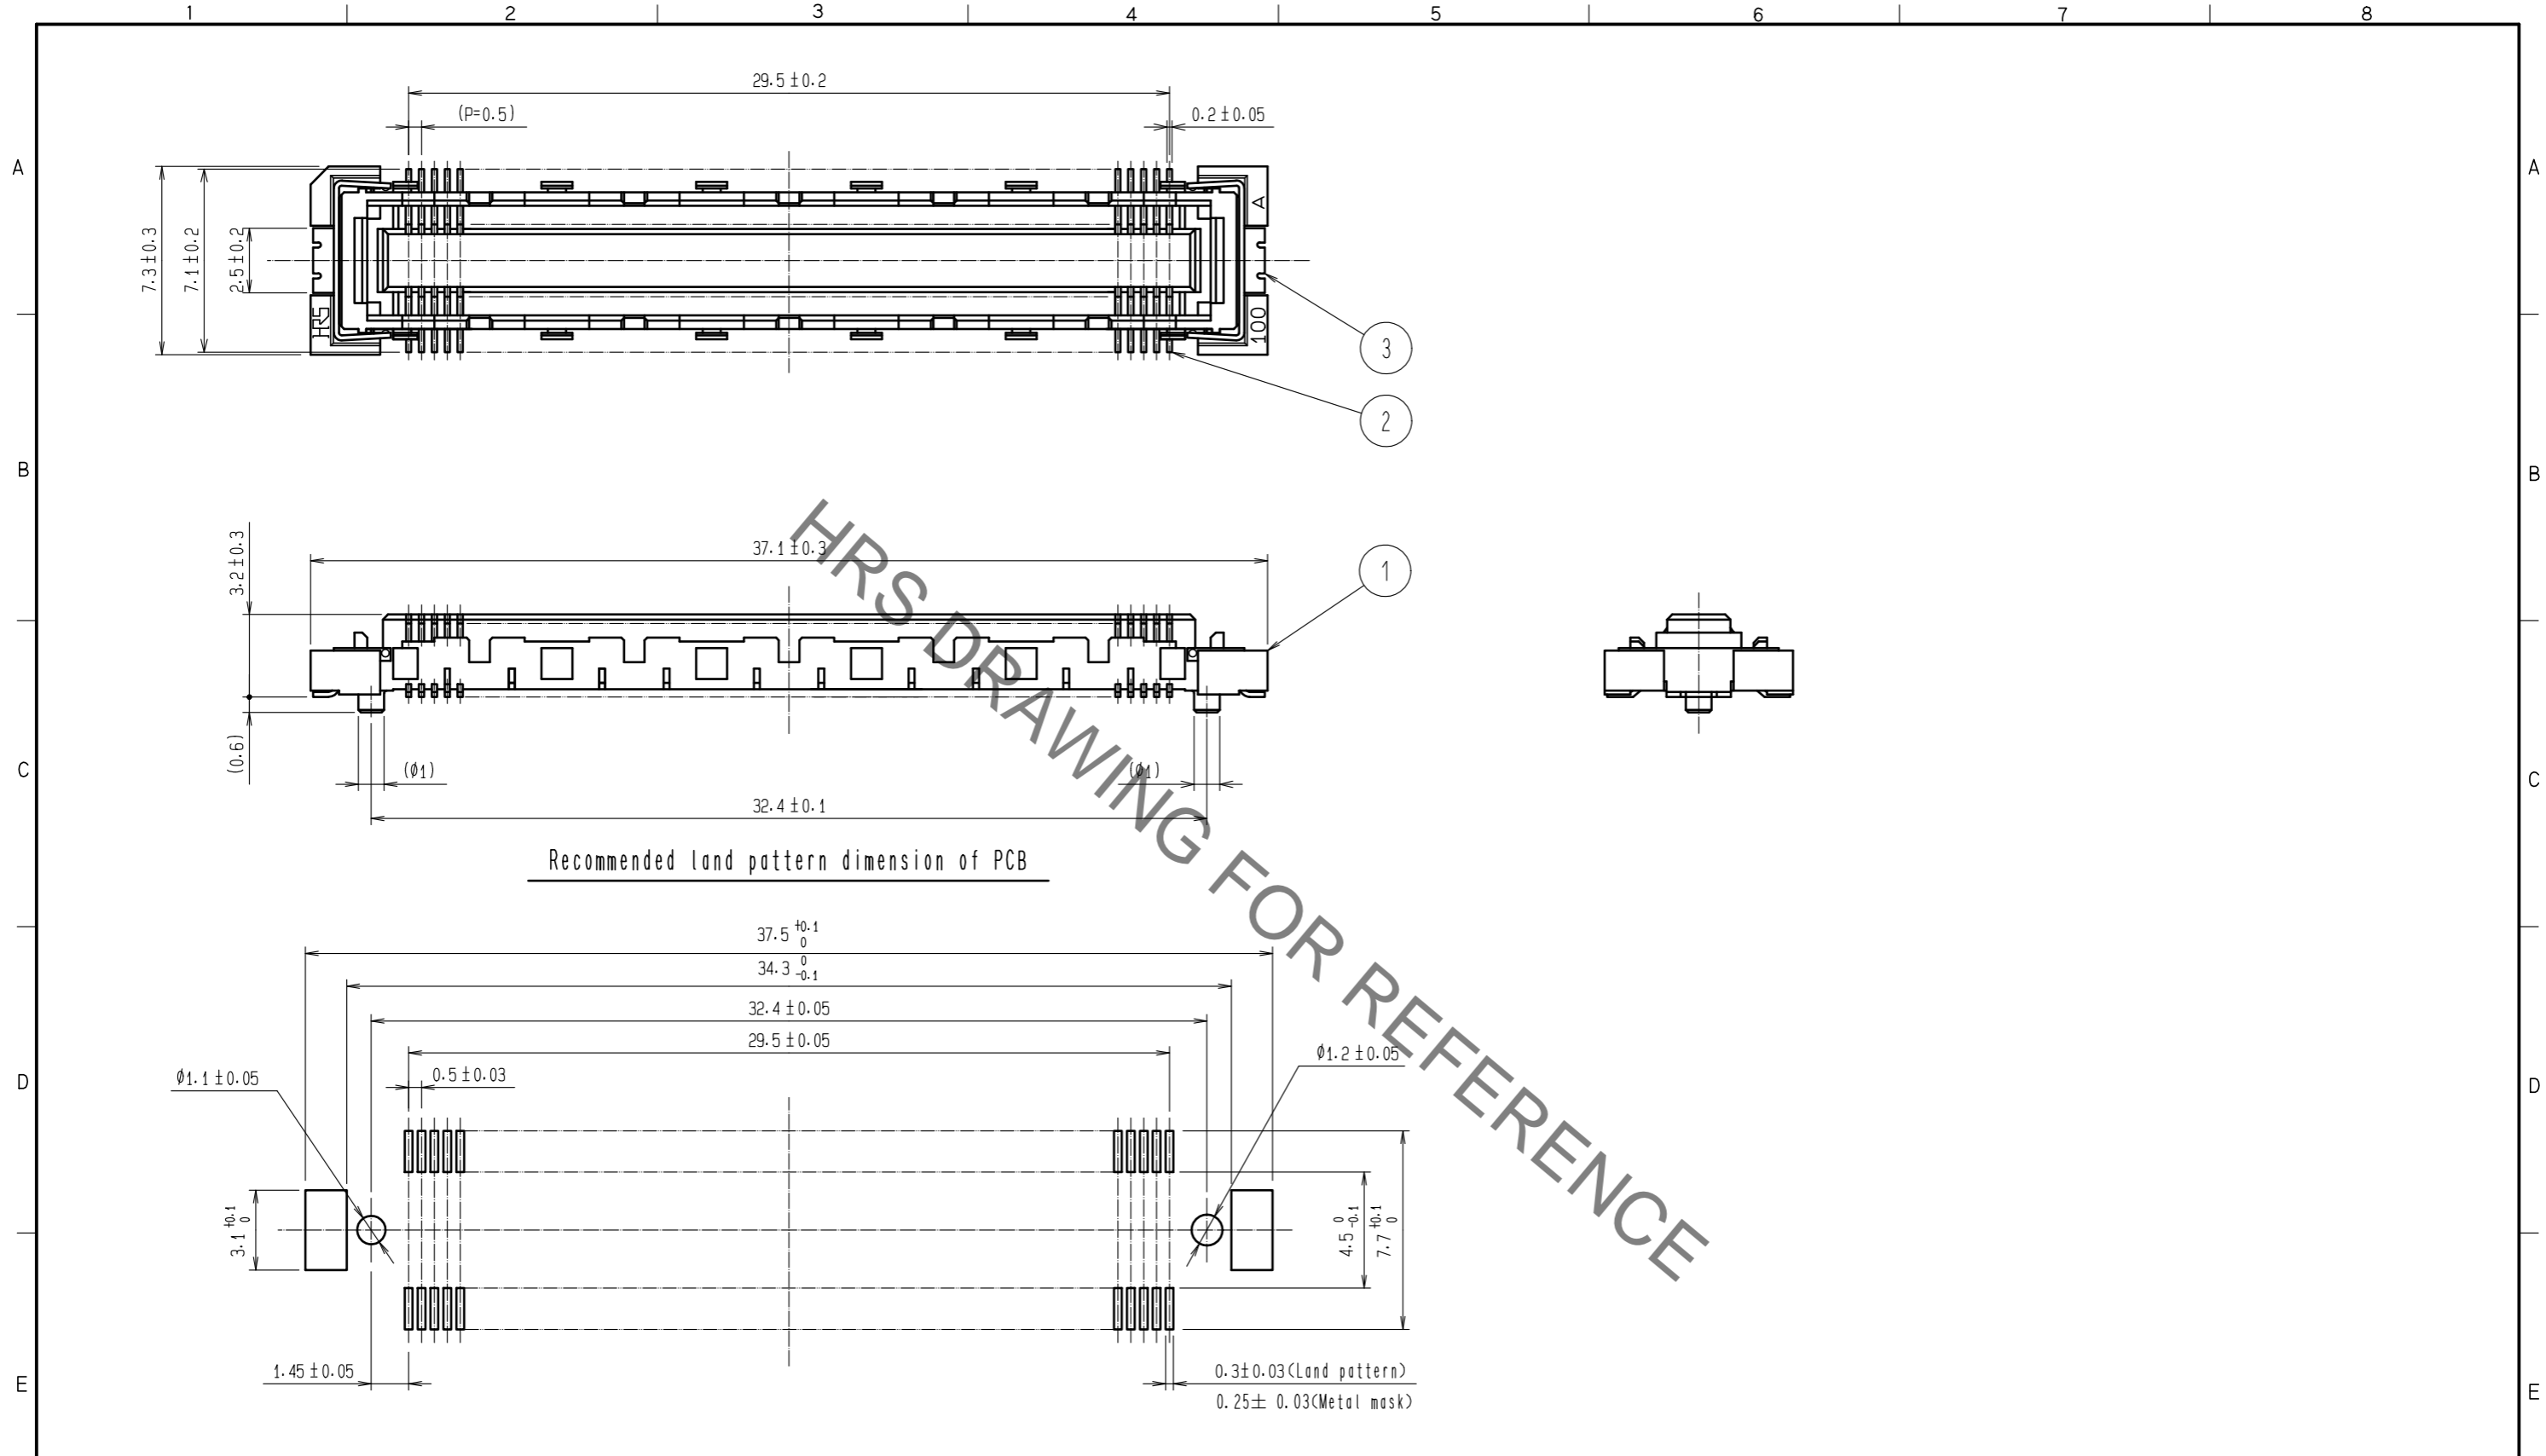 1 2 3 4 5 6 7 8
29.5±0.2
(P=0.5)
0.2±0.05
A
A
7.3±0.3
7.1±0.2
2.5±0.2
A
HRS
100
3
2
B
B
3.2±0.3
37.1±0.3
1
(0.6)
(Ø1)
(Ø1)
C
C
32.4±0.1
Recommended land pattern dimension of PCB
HRS DRAWING FOR REFERENCE
37.5 +0.1 0
34.3 0 -0.1
32.4±0.05
29.5±0.05
Ø1.2±0.05
Ø1.1±0.05
0.5±0.03
D
D
3.1 +0.1 0
4.5 0 -0.1
7.7 +0.1 0
1.45±0.05
0.3±0.03(Land pattern)
0.25± 0.03(Metal mask)
E
E